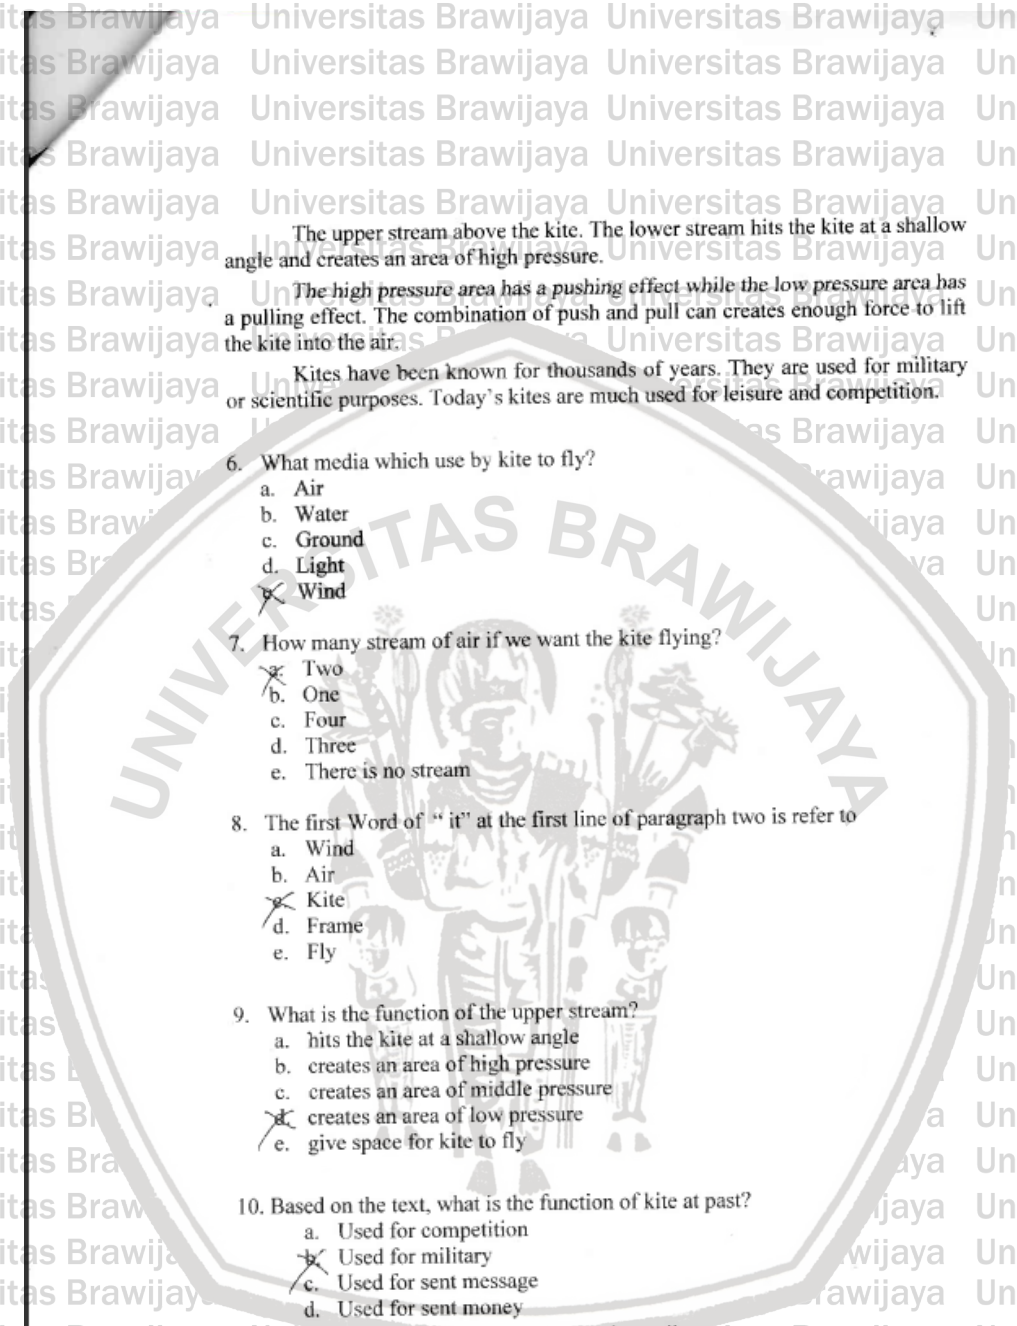 The upper stream above the kite. The lower stream hits the kite at a shallow
angle and creates an area of high pressure.
The high pressure area has a pushing effect while the low pressure area has
a pulling effect. The combination of push and pull can creates enough force to lift
the kite into the air.
Kites have been known for thousands of years. They are used for military
or scientific purposes. Today's kites are much used for leisure and competition.
6. What media which use by kite to fly?
a. Air
b. Water
c. Ground
d. Light
e. Wind
7. How many stream of air if we want the kite flying?
a. Two
b. One
c. Four
d. Three
e. There is no stream
8. The first Word of " it" at the first line of paragraph two is refer to
a. Wind
b. Air
c. Kite
d. Frame
e. Fly
9. What is the function of the upper stream?
a. hits the kite at a shallow angle
b. creates an area of high pressure
c. creates an area of middle pressure
d. creates an area of low pressure
e. give space for kite to fly
10. Based on the text, what is the function of kite at past?
a. Used for competition
b. Used for military
c. Used for sent message
d. Used for sent money
UNIVERSITAS BRAWIJAYA